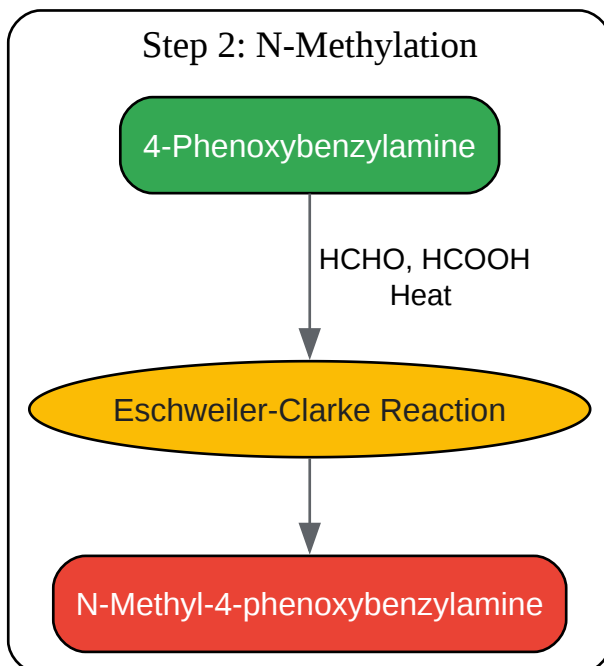 Step 2: N-Methylation
4-Phenoxybenzylamine
HCHO, HCOOH
Heat
Eschweiler-Clarke Reaction
N-Methyl-4-phenoxybenzylamine